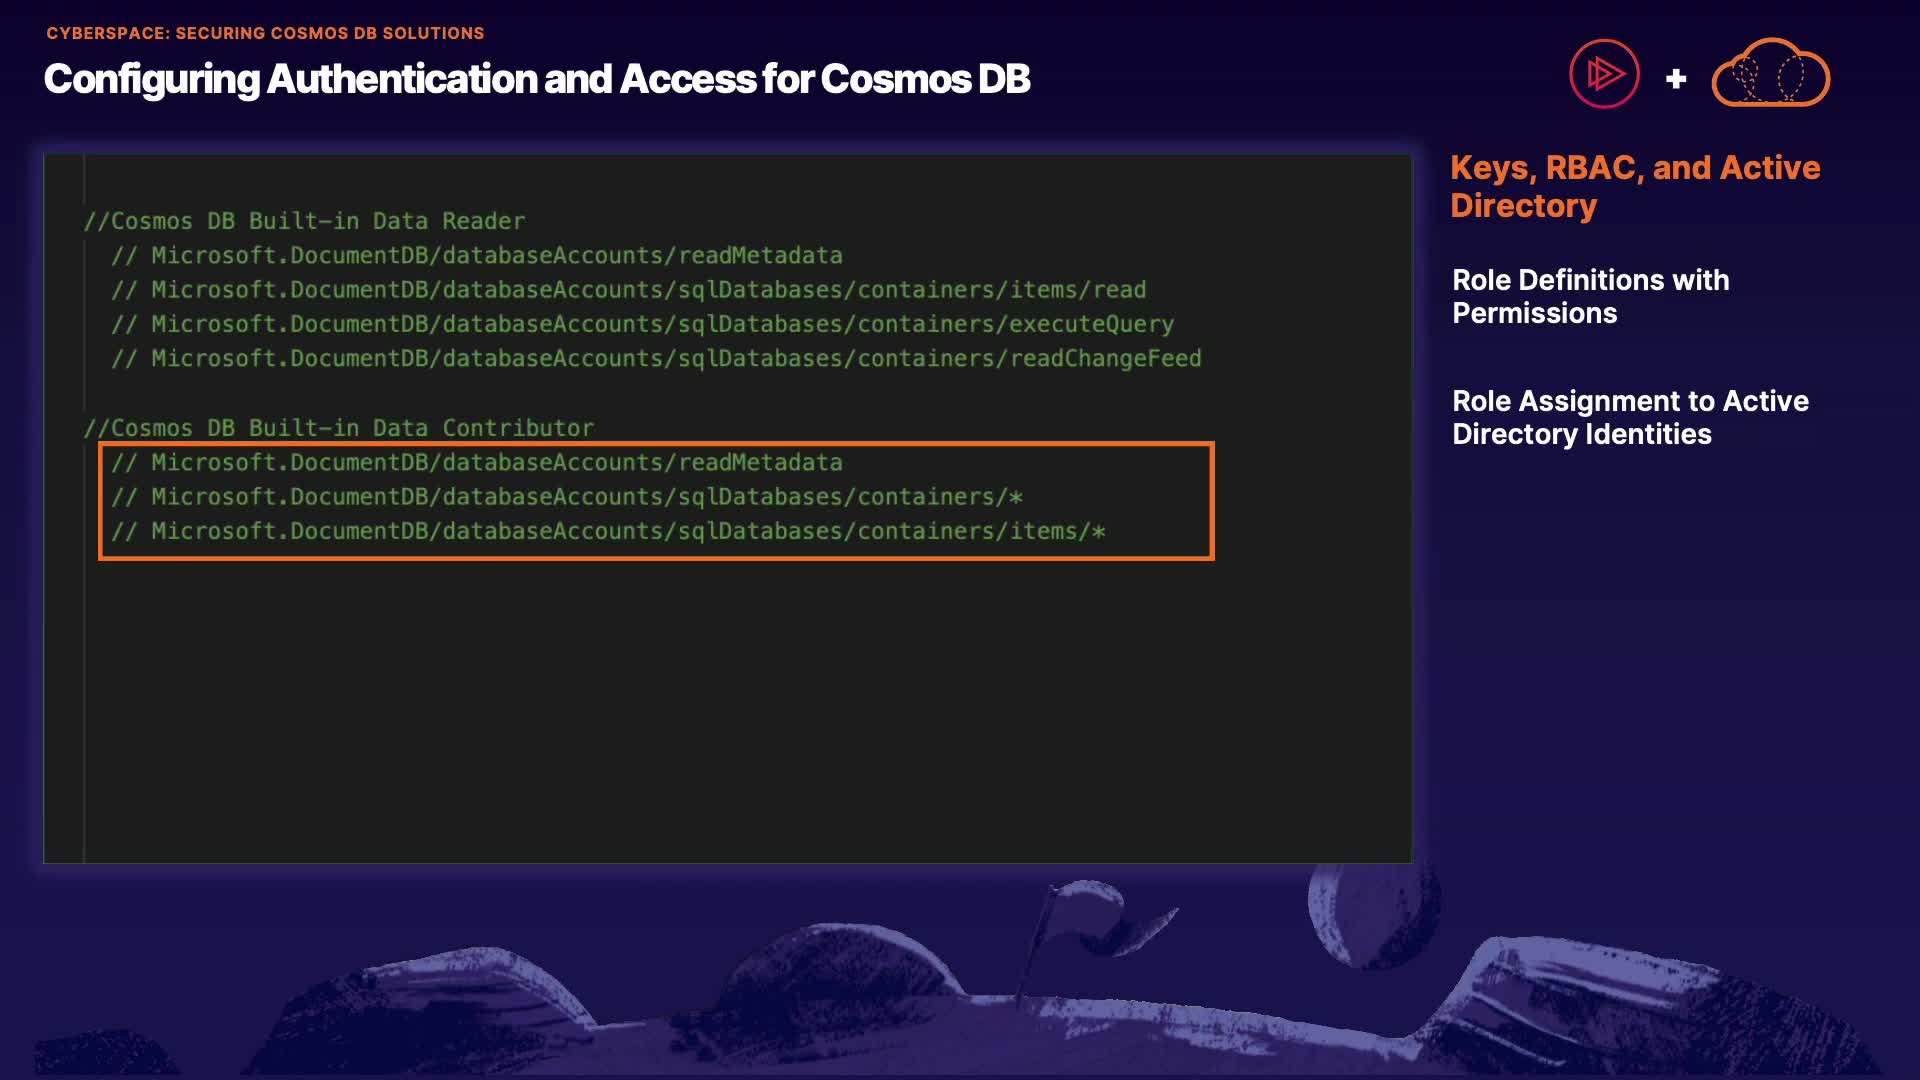 CYBERSPACE: SECURING COSMOS DB SOLUTIONS
Configuring Authentication and Access for Cosmos DB
+
//Cosmos DB Built-in Data Reader
// Microsoft.DocumentDB/databaseAccounts/readMetadata
// Microsoft.DocumentDB/databaseAccounts/sqlDatabases/containers/items/read
// Microsoft.DocumentDB/databaseAccounts/sqlDatabases/containers/executeQuery
// Microsoft.DocumentDB/databaseAccounts/sqlDatabases/containers/readChangeFeed
//Cosmos DB Built-in Data Contributor
// Microsoft.DocumentDB/databaseAccounts/readMetadata
// Microsoft.DocumentDB/databaseAccounts/sqlDatabases/containers/*
// Microsoft.DocumentDB/databaseAccounts/sqlDatabases/containers/items/*
Keys, RBAC, and Active
Directory
Role Definitions with
Permissions
Role Assignment to Active
Directory Identities